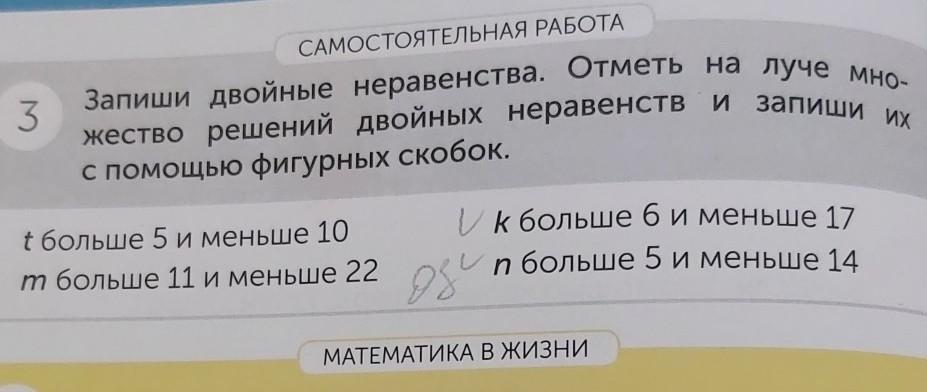 САМОСТОЯТЕЛЬНАЯ РАБОТА
3 Запиши двойные неравенства. Отметь на луче мно-
жество решений двойных неравенств и запиши их
с помощью фигурных скобок.
t больше 5 и меньше 10
k больше 6 и меньше 17
m больше 11 и меньше 22
n больше 5 и меньше 14
МАТЕМАТИКА В ЖИЗНИ